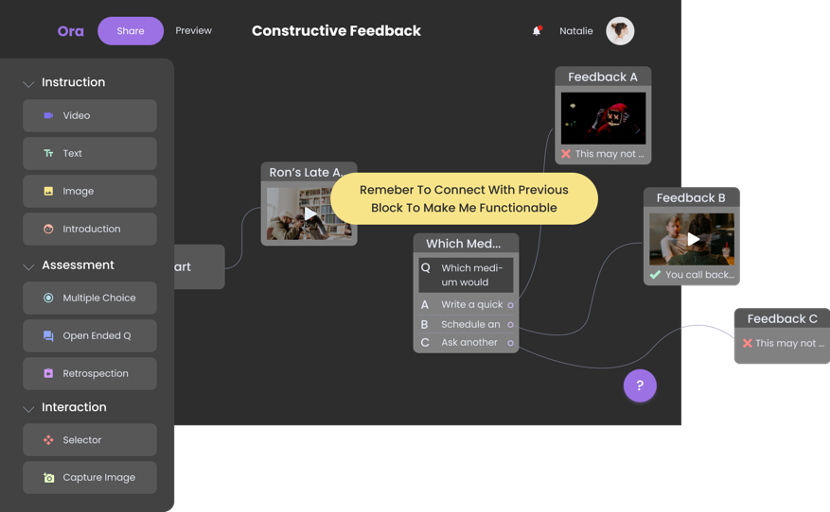 Ora
Share
Preview
Constructive Feedback
Natalie
Instruction
Video
Text
Image
Introduction
Assessment
Multiple Choice
Open Ended Q
Retrospection
Interaction
Selector
Capture Image
art
Ron's Late A..
Remeber To Connect With Previous
Block To Make Me Functionable
Which Med...
Q Which medi-
um would
A Write a quick
B Schedule an
C Ask another
Feedback A
This may not ...
Feedback B
You call back...
Feedback C
This may not ...
?